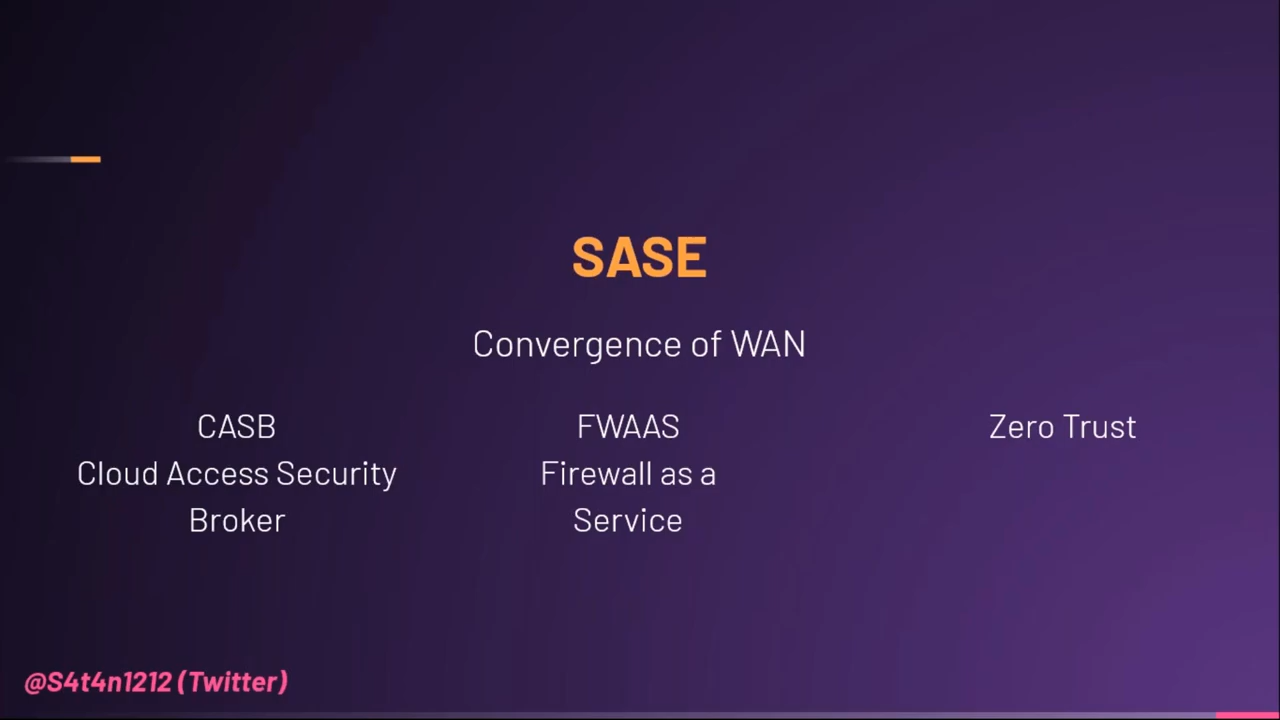 SASE
Convergence of WAN
CASB
Cloud Access Security
Broker
FWAAS
Firewall as a
Service
Zero Trust
@S4t4n1212 (Twitter)